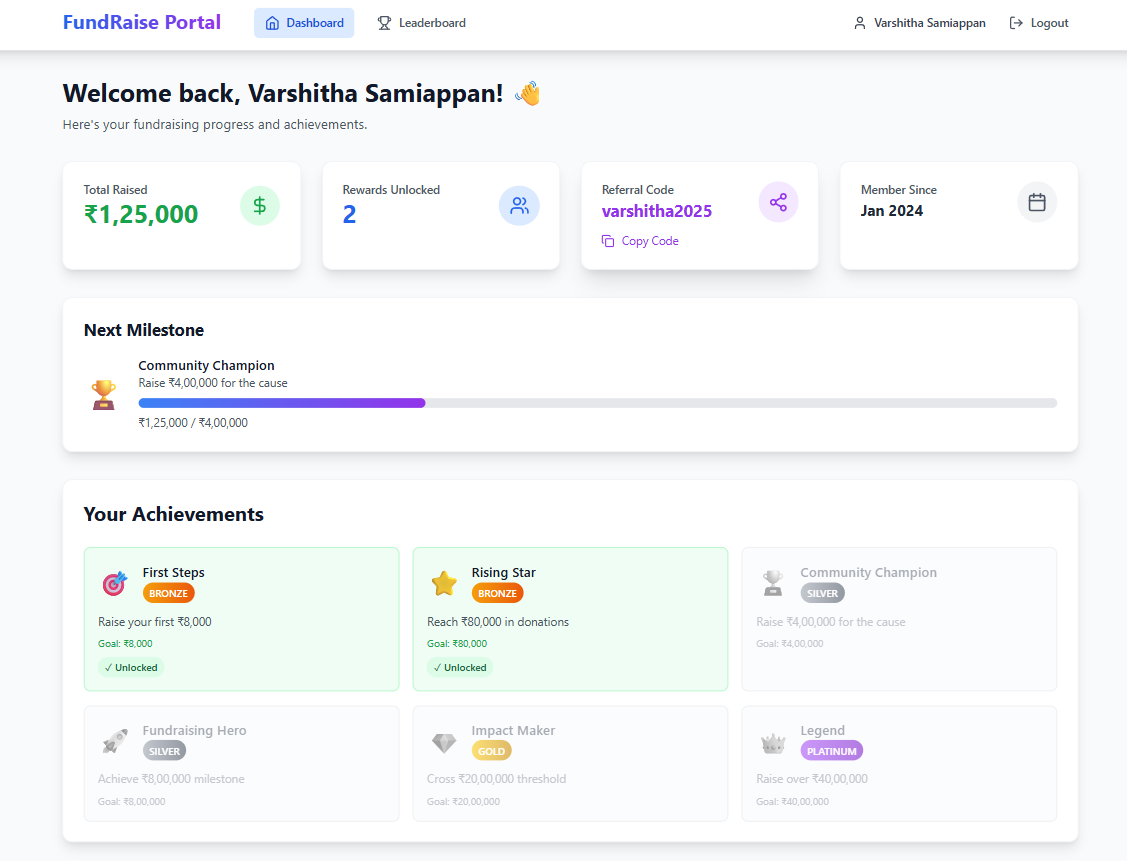 FundRaise Portal
Dashboard
Leaderboard
Varshitha Samiappan
Logout
Welcome back, Varshitha Samiappan! 👋
Here's your fundraising progress and achievements.
Total Raised
₹1,25,000
$
Rewards Unlocked
2
Referral Code
varshitha2025
Copy Code
Member Since
Jan 2024
Next Milestone
Community Champion
Raise ₹4,00,000 for the cause
₹1,25,000 / ₹4,00,000
Your Achievements
First Steps
BRONZE
Raise your first ₹8,000
Goal: ₹8,000
✓ Unlocked
Rising Star
BRONZE
Reach ₹80,000 in donations
Goal: ₹80,000
✓ Unlocked
Community Champion
SILVER
Raise ₹4,00,000 for the cause
Goal: ₹4,00,000
Fundraising Hero
SILVER
Achieve ₹8,00,000 milestone
Goal: ₹8,00,000
Impact Maker
GOLD
Cross ₹20,00,000 threshold
Goal: ₹20,00,000
Legend
PLATINUM
Raise over ₹40,00,000
Goal: ₹40,00,000